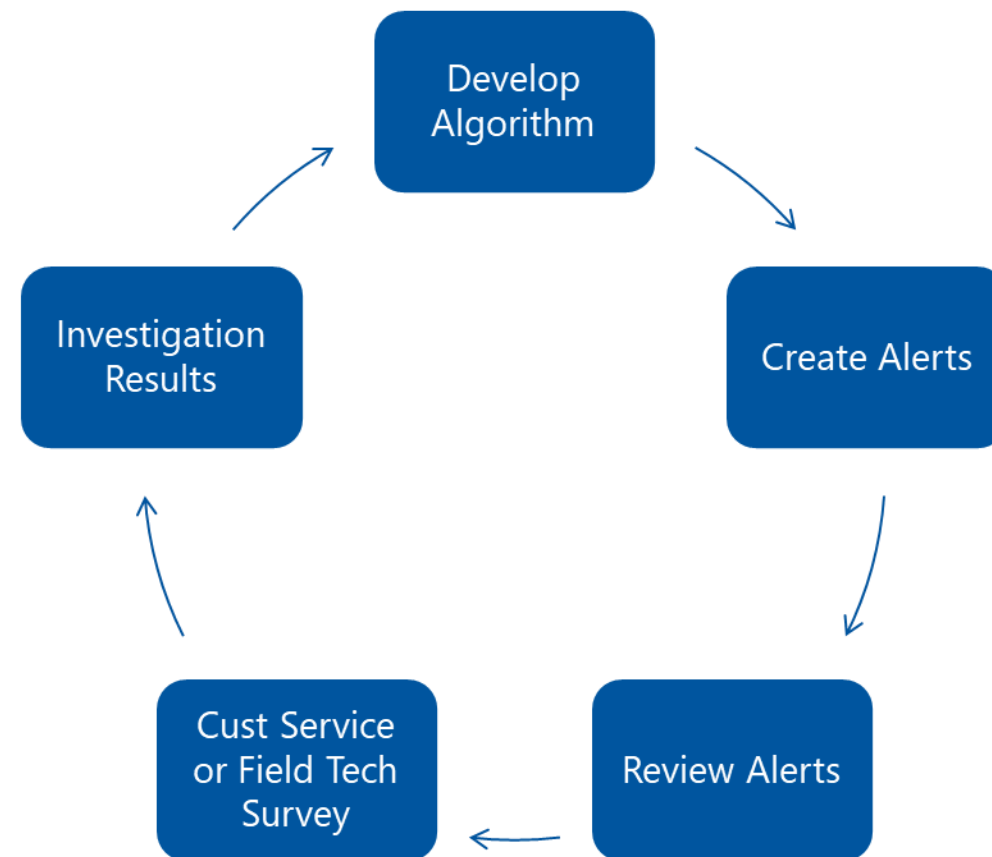 Develop
Algorithm
Create Alerts
Review Alerts
Cust Service
or Field Tech
Survey
Investigation
Results